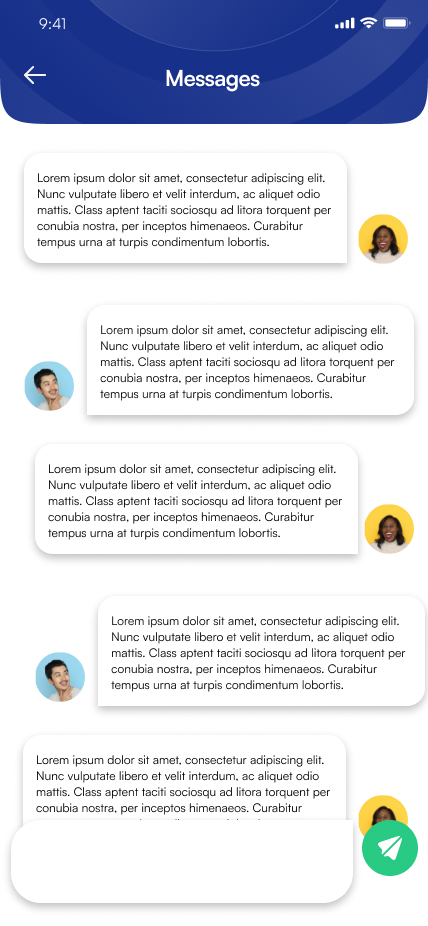 9:41
Messages
Lorem ipsum dolor sit amet, consectetur adipiscing elit.
Nunc vulputate libero et velit interdum, ac aliquet odio
mattis. Class aptent taciti sociosqu ad litora torquent per
conubia nostra, per inceptos himenaeos. Curabitur
tempus urna at turpis condimentum lobortis.
Lorem ipsum dolor sit amet, consectetur adipiscing elit.
Nunc vulputate libero et velit interdum, ac aliquet odio
mattis. Class aptent taciti sociosqu ad litora torquent per
conubia nostra, per inceptos himenaeos. Curabitur
tempus urna at turpis condimentum lobortis.
Lorem ipsum dolor sit amet, consectetur adipiscing elit.
Nunc vulputate libero et velit interdum, ac aliquet odio
mattis. Class aptent taciti sociosqu ad litora torquent per
conubia nostra, per inceptos himenaeos. Curabitur
tempus urna at turpis condimentum lobortis.
Lorem ipsum dolor sit amet, consectetur adipiscing elit.
Nunc vulputate libero et velit interdum, ac aliquet odio
mattis. Class aptent taciti sociosqu ad litora torquent per
conubia nostra, per inceptos himenaeos. Curabitur
tempus urna at turpis condimentum lobortis.
Lorem ipsum dolor sit amet, consectetur adipiscing elit.
Nunc vulputate libero et velit interdum, ac aliquet odio
mattis. Class aptent taciti sociosqu ad litora torquent per
conubia nostra, per inceptos himenaeos. Curabitur